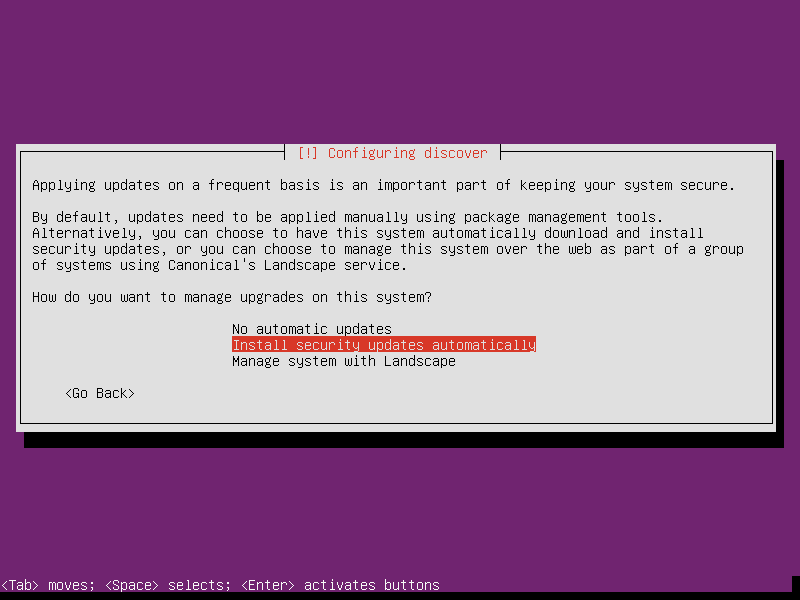 [!] Configuring discover
Applying updates on a frequent basis is an important part of keeping your system secure.
By default, updates need to be applied manually using package management tools.
Alternatively, you can choose to have this system automatically download and install
security updates, or you can choose to manage this system over the web as part of a group
of systems using Canonical's Landscape service.
How do you want to manage upgrades on this system?
No automatic updates
Install security updates automatically
Manage system with Landscape
<Go Back>
<Tab> moves; <Space> selects; <Enter> activates buttons